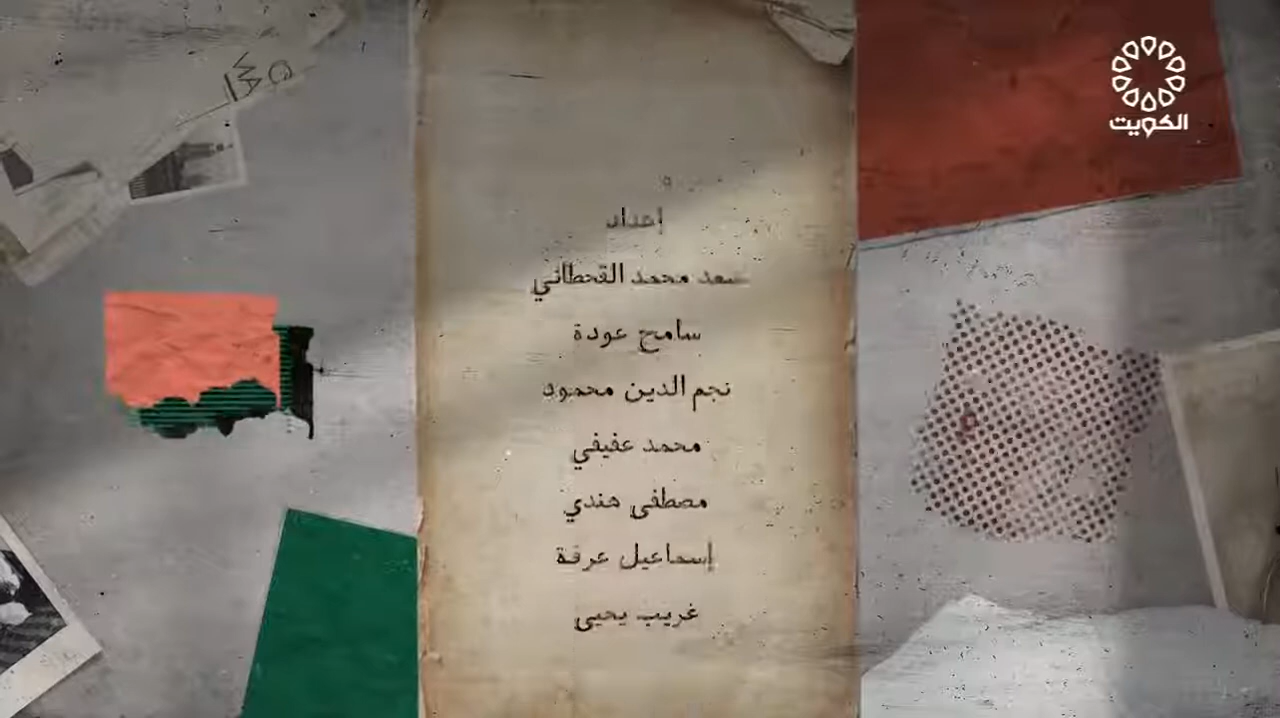 الكويت
إعداد
سعد محمد القحطاني
سامح عودة
نجم الدين محمود
محمد عفيفي
مصطفى هندي
إسماعيل عرفة
غريب يحيى